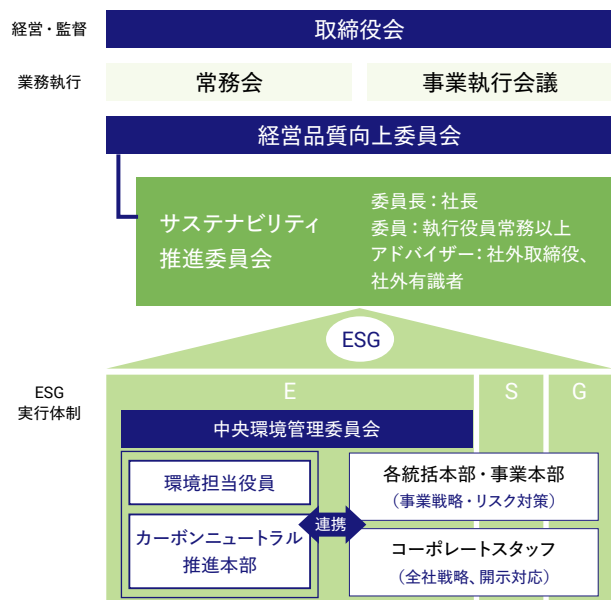 経営・監督
取締役会
業務執行
常務会
事業執行会議
経営品質向上委員会
サステナビリティ
推進委員会
委員長：社長
委員：執行役員常務以上
アドバイザー：社外取締役、
社外有識者
ESG
ESG
実行体制
E
S
G
中央環境管理委員会
環境担当役員
カーボンニュートラル
推進本部
連携
各統括本部・事業本部
（事業戦略・リスク対策）
コーポレートスタッフ
（全社戦略、開示対応）